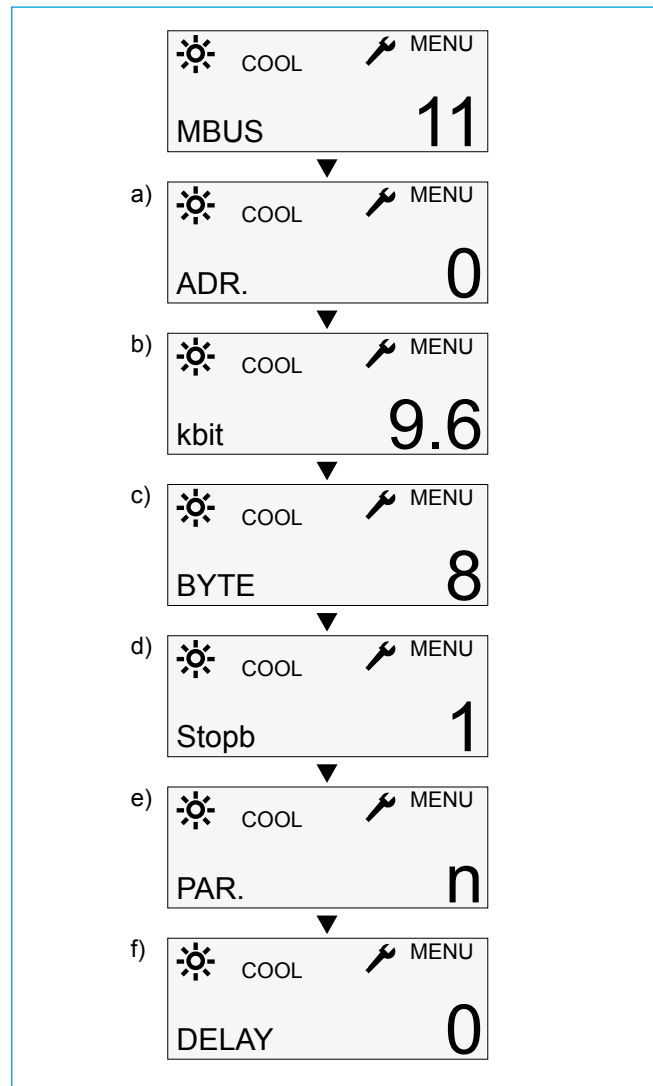 COOL MENU
MBUS 11
a) COOL MENU
ADR. 0
b) COOL MENU
kbit 9.6
c) COOL MENU
BYTE 8
d) COOL MENU
Stopb 1
e) COOL MENU
PAR. n
f) COOL MENU
DELAY 0